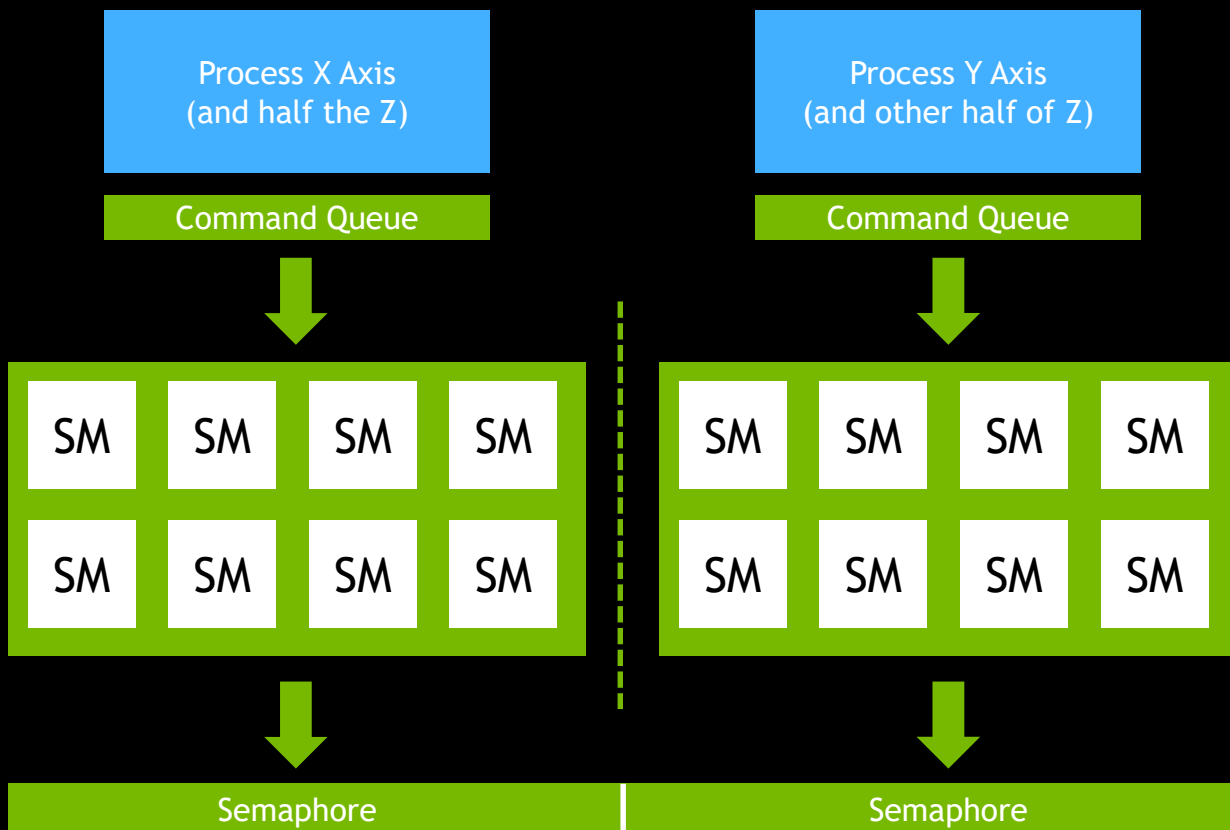 Process X Axis
(and half the Z)
Process Y Axis
(and other half of Z)
Command Queue
Command Queue
SM SM SM SM
SM SM SM SM
SM SM SM SM
SM SM SM SM
Semaphore
Semaphore